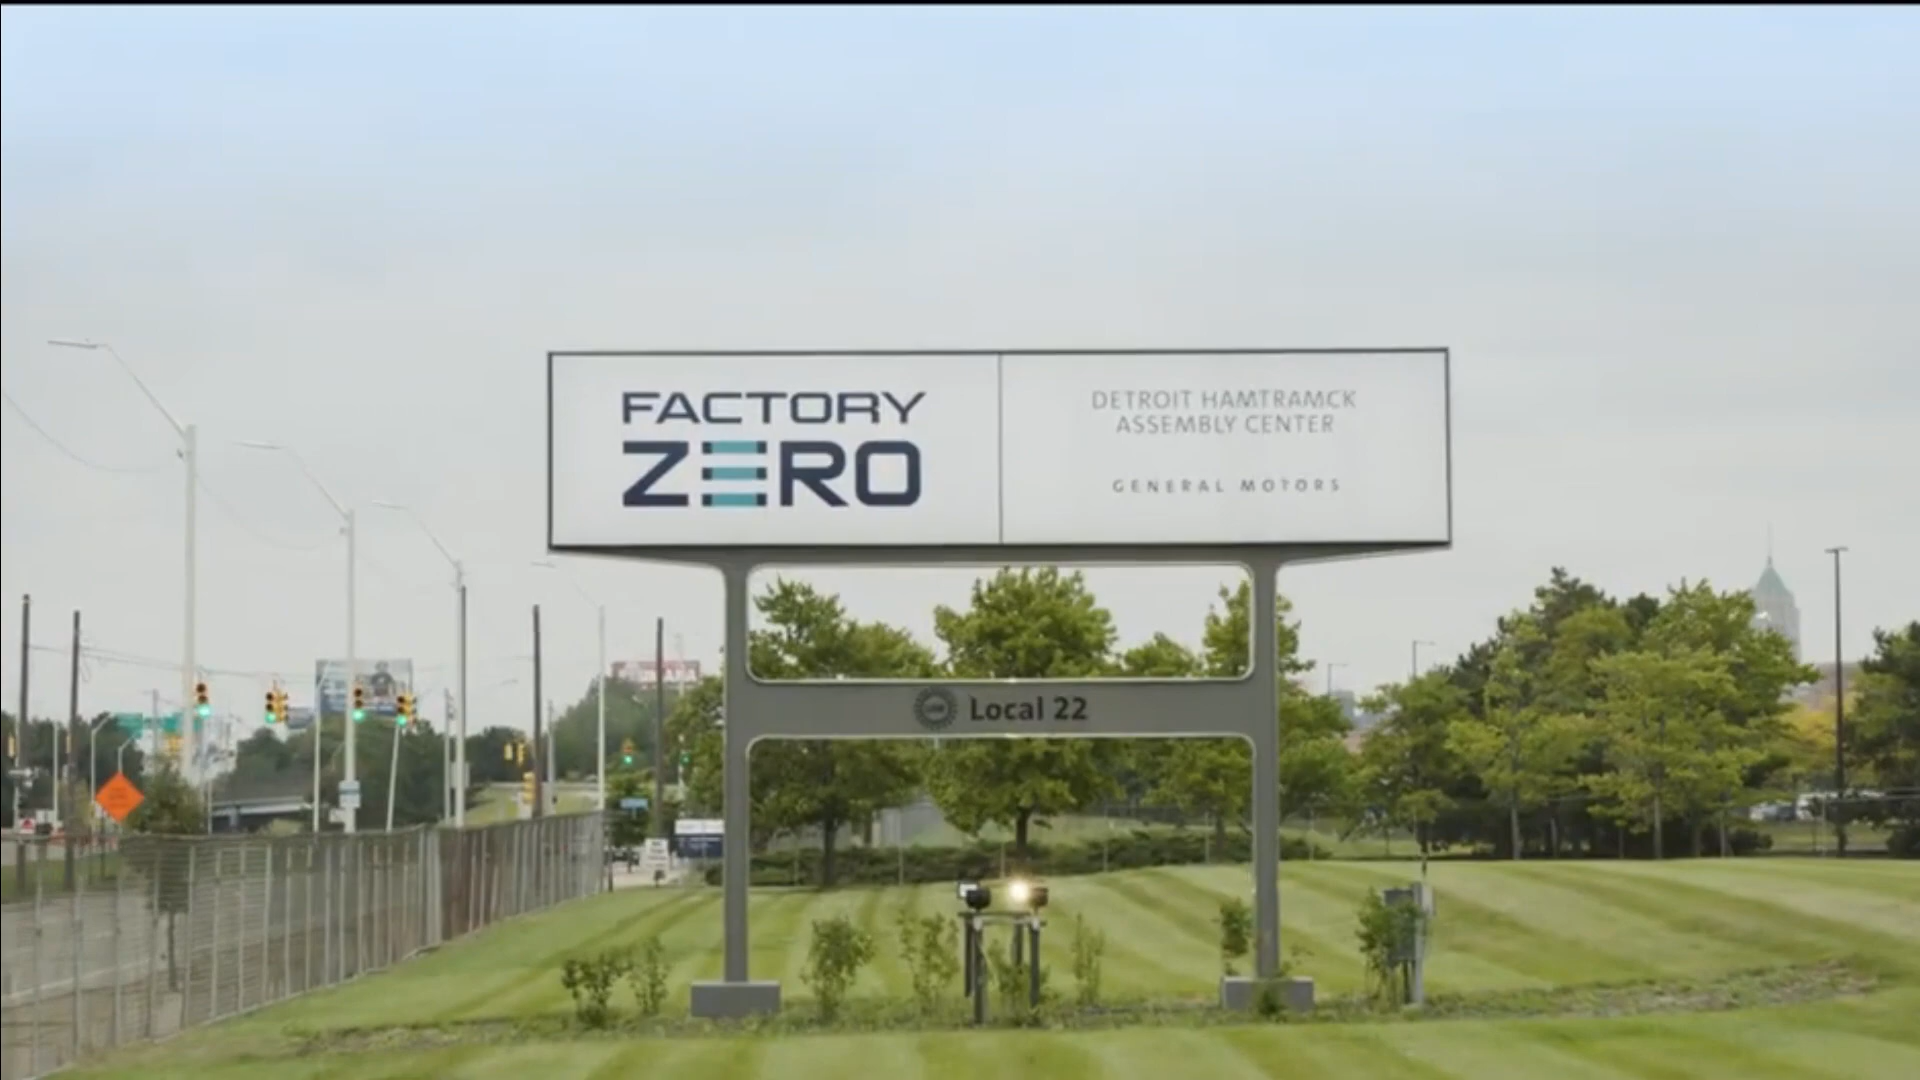 FACTORY
ZERO
DETROIT HAMTRAMCK
ASSEMBLY CENTER
GENERAL MOTORS
Local 22